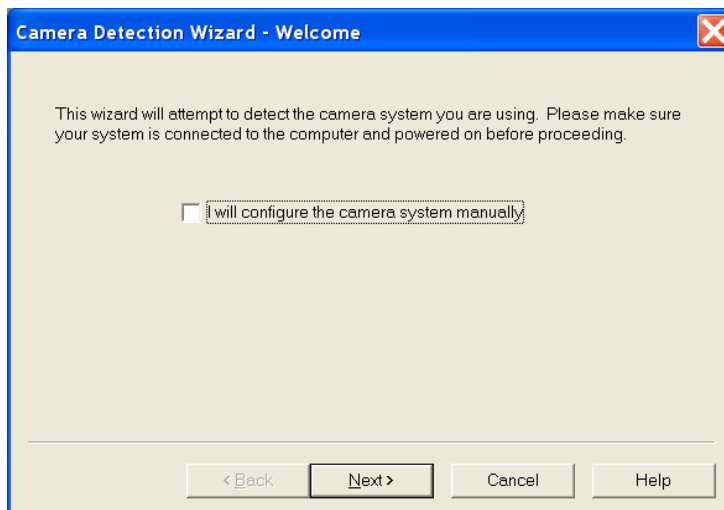 Camera Detection Wizard - Welcome
This wizard will attempt to detect the camera system you are using.  Please make sure
your system is connected to the computer and powered on before proceeding.
I will configure the camera system manually
< Back Next > Cancel Help